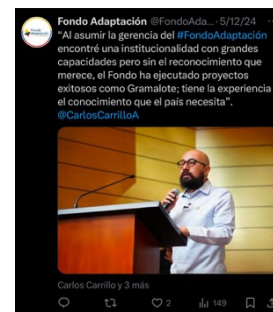 Fondo Adaptación @FondoAda... · 5/12/24
“Al asumir la gerencia del #FondoAdaptación
encontré una institucionalidad con grandes
capacidades pero sin el reconocimiento que
merece, el Fondo ha ejecutado proyectos
exitosos como Gramalote; tiene la experiencia
el conocimiento que el país necesita”.
@CarlosCarrilloA
Carlos Carrillo y 3 más
2 149